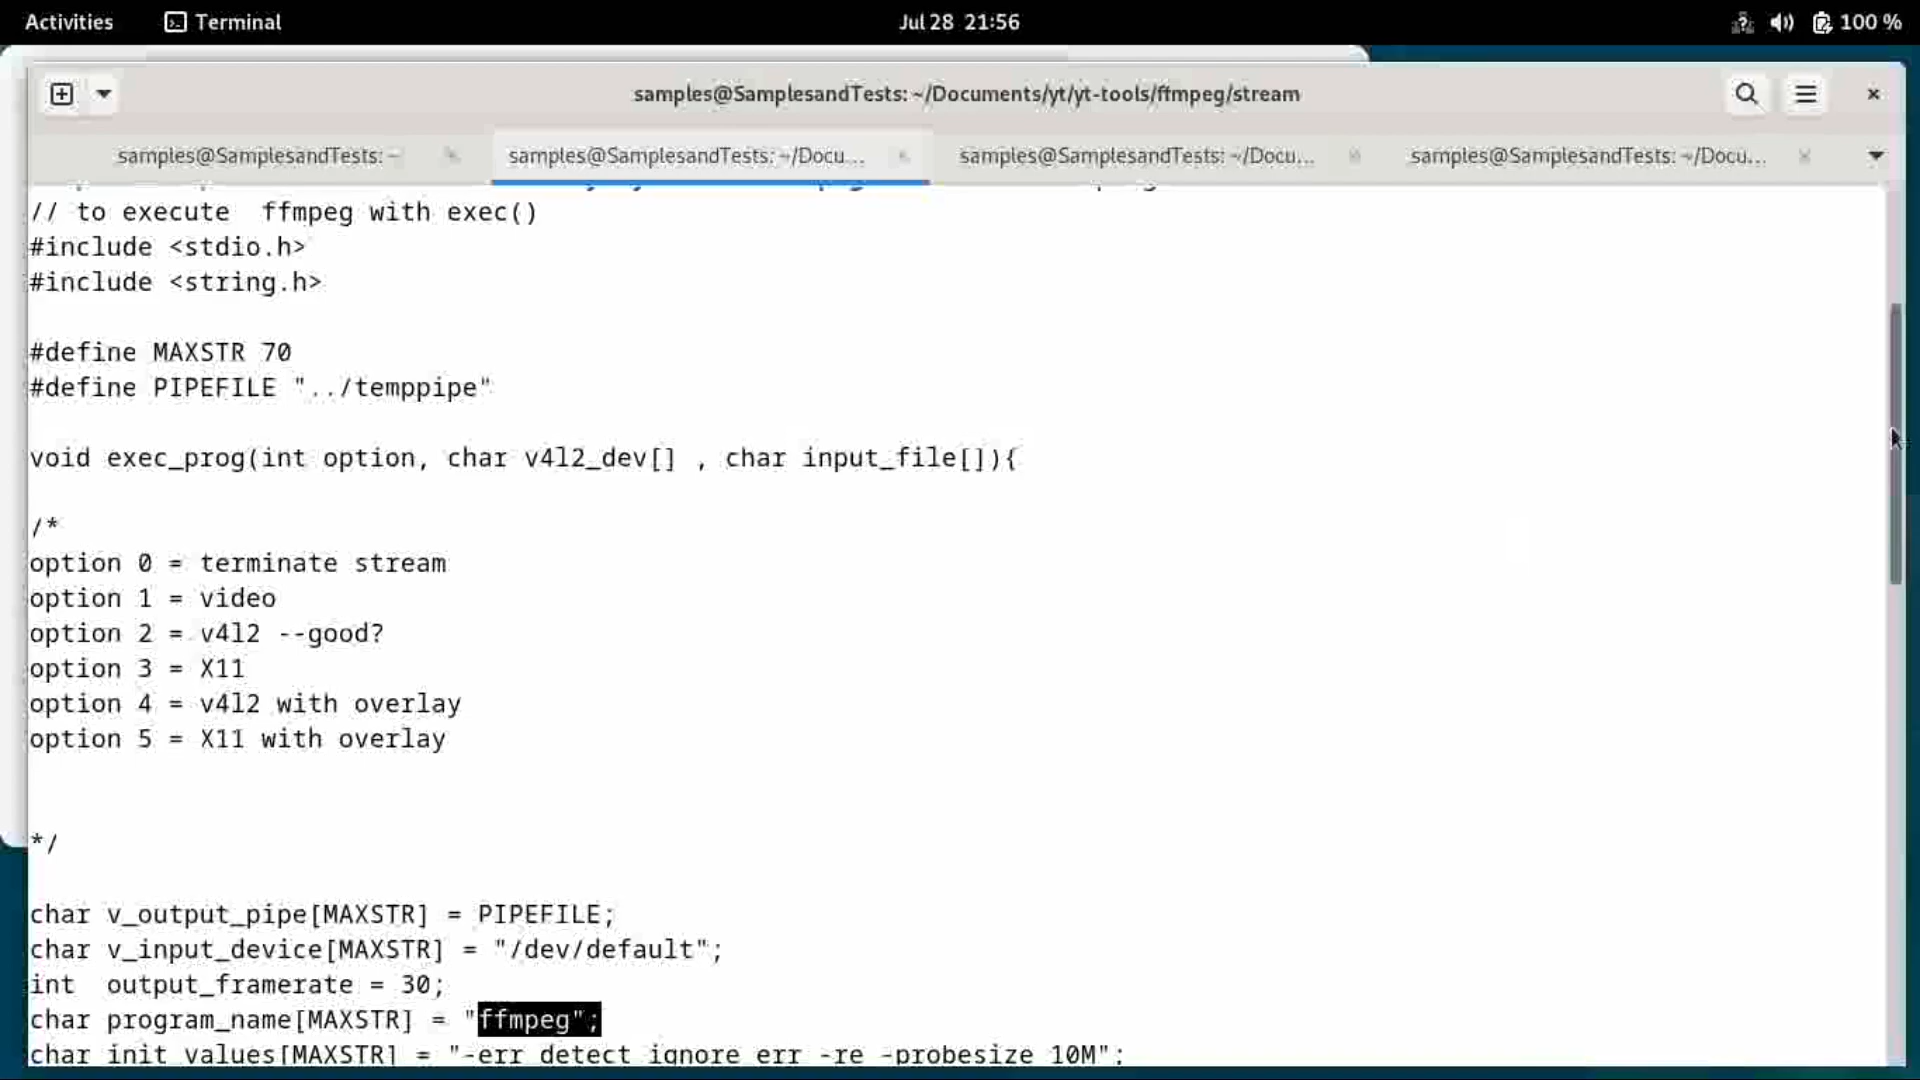 Activities
Terminal
Jul 28 21:56
100 %
samples@SamplesandTests: ~/Documents/yt/yt-tools/ffmpeg/stream
samples@SamplesandTests: ~
samples@SamplesandTests: ~/Docu...
samples@SamplesandTests: ~/Docu...
samples@SamplesandTests: ~/Docu...
// to execute  ffmpeg with exec()
#include <stdio.h>
#include <string.h>
#define MAXSTR 70
#define PIPEFILE "../temppipe"
void exec_prog(int option, char v4l2_dev[] , char input_file[]){
/*
option 0 = terminate stream
option 1 = video
option 2 = v4l2 --good?
option 3 = X11
option 4 = v4l2 with overlay
option 5 = X11 with overlay
*/
char v_output_pipe[MAXSTR] = PIPEFILE;
char v_input_device[MAXSTR] = "/dev/default";
int  output_framerate = 30;
char program_name[MAXSTR] = "ffmpeg";
char init_values[MAXSTR] = "-err_detect ignore_err -re -probesize 10M";